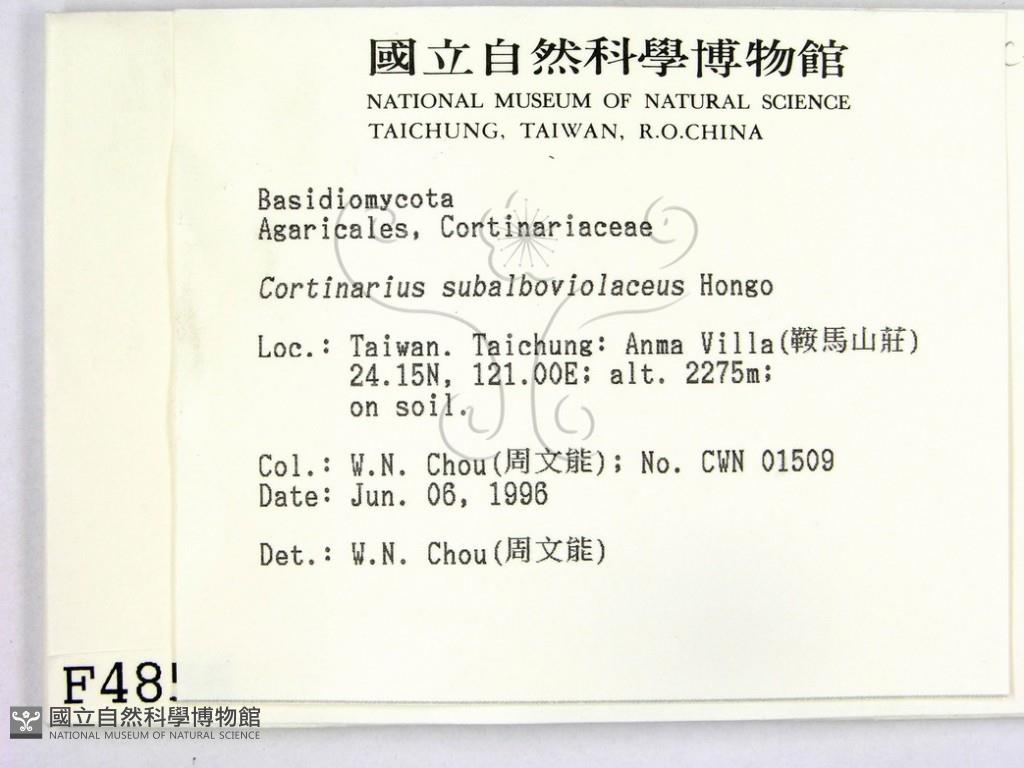 國立自然科學博物館
NATIONAL MUSEUM OF NATURAL SCIENCE
TAICHUNG, TAIWAN, R.O.CHINA
Basidiomycota
Agaricales, Cortinariaceae
Cortinarius subalboviolaceus Hongo
Loc.: Taiwan. Taichung: Anma Villa(鞍馬山莊)
24.15N, 121.00E; alt. 2275m;
on soil.
Col.: W.N. Chou(周文能); No. CWN 01509
Date: Jun. 06, 1996
Det.: W.N. Chou(周文能)
國立自然科學博物館
NATIONAL MUSEUM OF NATURAL SCIENCE